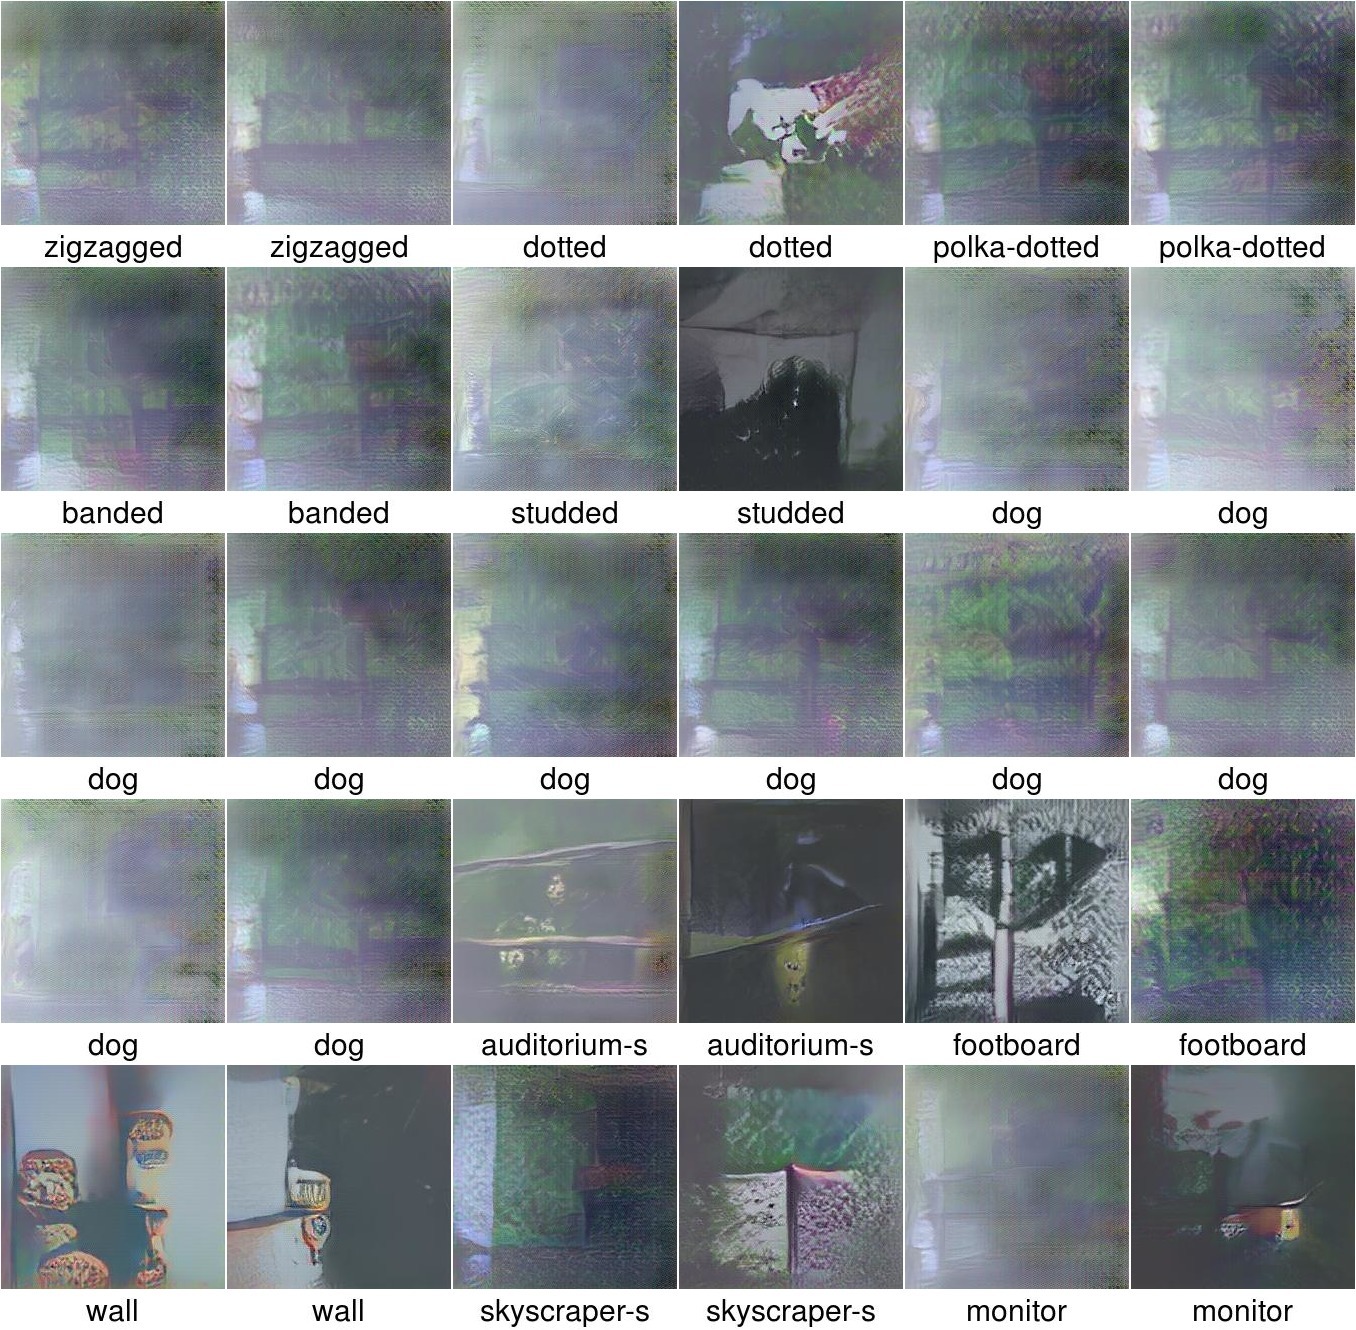 zigzagged zigzagged dotted dotted polka-dotted polka-dotted
banded banded studded studded dog dog
dog dog dog dog dog dog
dog dog auditorium-s auditorium-s footboard footboard
wall wall skyscraper-s skyscraper-s monitor monitor